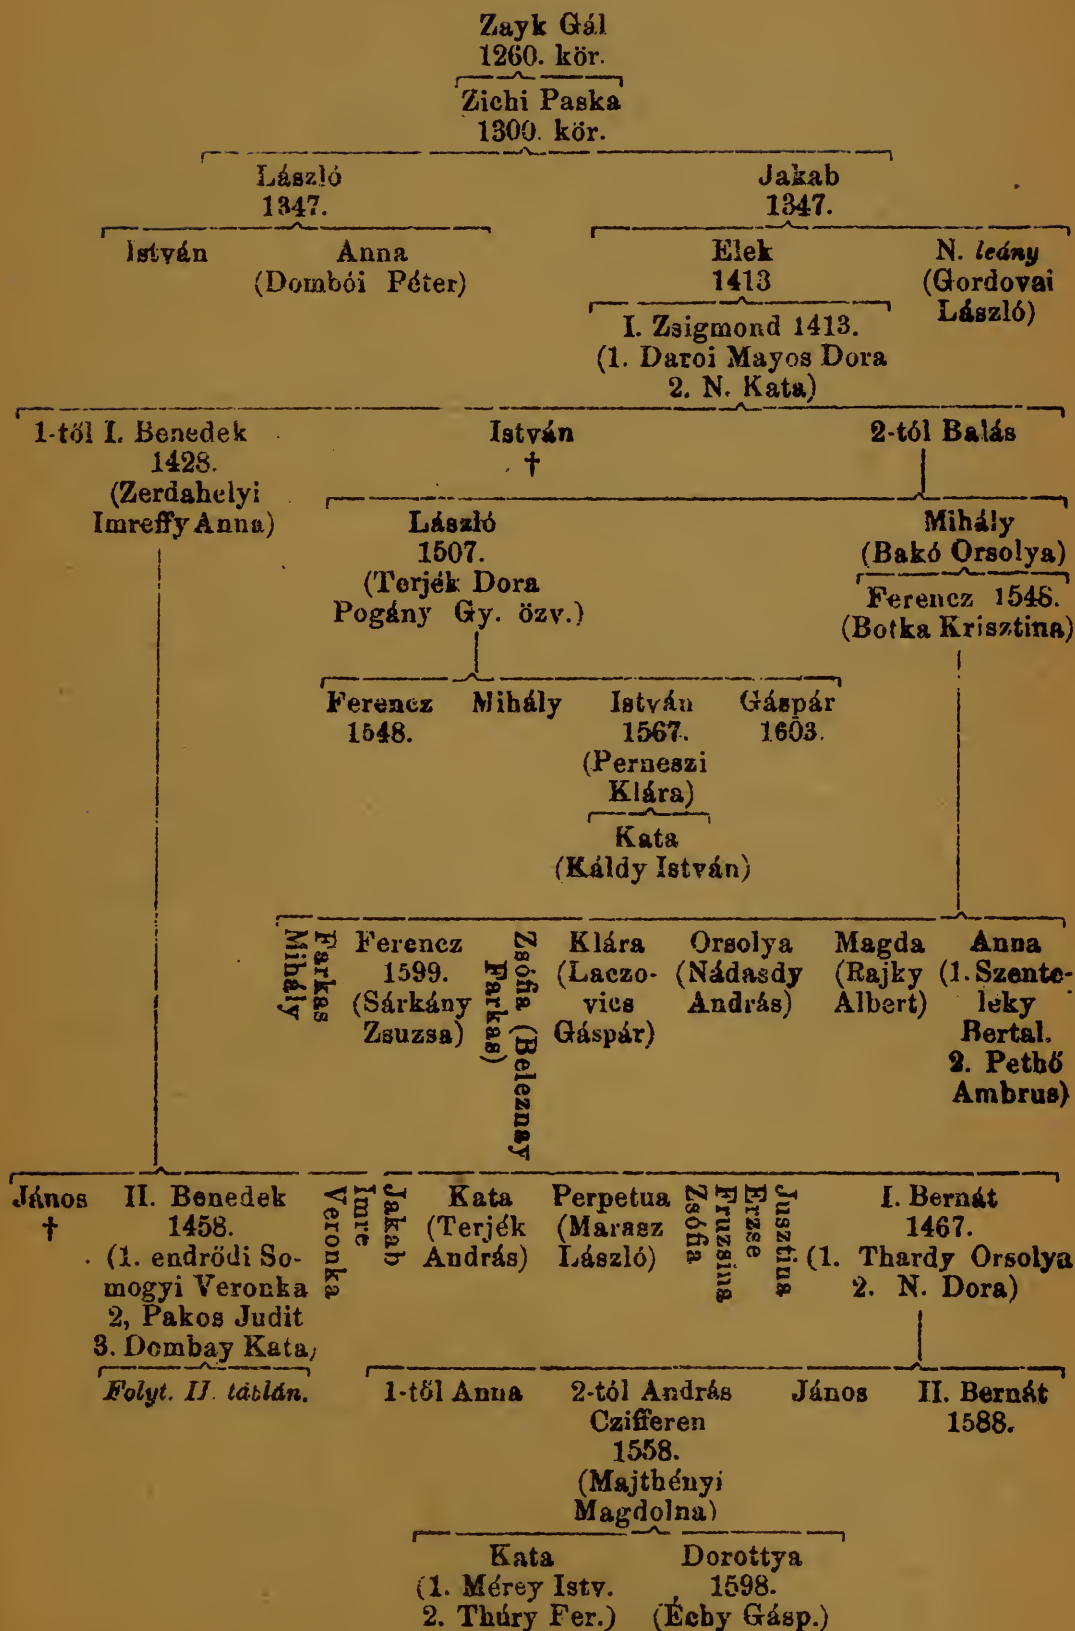 Zayk Gál
1260. kör.
Zichi Paska
1300. kör.
László
1347.
Jakab
1347.
István
Anna
(Dombói Péter)
Elek
1413
N. leány
(Gordovai
László)
I. Zsigmond 1413.
(1. Daroi Mayos Dora
2. N. Kata)
1-től I. Benedek
1428.
(Zerdahelyi
Imreffy Anna)
István
†
2-tól Balás
László
1507.
(Terjék Dora
Pogány Gy. özv.)
Mihály
(Bakó Orsolya)
Ferencz 1548.
(Botka Krisztina)
Ferencz
1548.
Mihály
István
1567.
(Perneszi
Klára)
Gáspár
1603.
Kata
(Káldy István)
Mihály
Farkas
Ferencz
1599.
(Sárkány
Zsuzsa)
Zsófia (Beleznay
Farkas)
Klára
(Laczo-
vics
Gáspár)
Orsolya
(Nádasdy
András)
Magda
(Rajky
Albert)
Anna
(1. Szente-
leky
Bertal.
2. Pethő
Ambrus)
János
†
II. Benedek
1458.
(1. endrődi So-
mogyi Veronka
2, Pakos Judit
3. Dombay Kata,
Folyt. II. táblán.
Veronka
Imre
Jakab
Kata
(Terjék
András)
Perpetua
(Marasz
László)
Zsófia
Fruzsina
Erzse
Jusztina
I. Bernát
1467.
(1. Thardy Orsolya
2. N. Dora)
1-től Anna
2-tól András
Czifferen
1558.
(Majthényi
Magdolna)
János
II. Bernát
1588.
Kata
(1. Mérey Istv.
2. Thúry Fer.)
Dorottya
1598.
(Échy Gásp.)